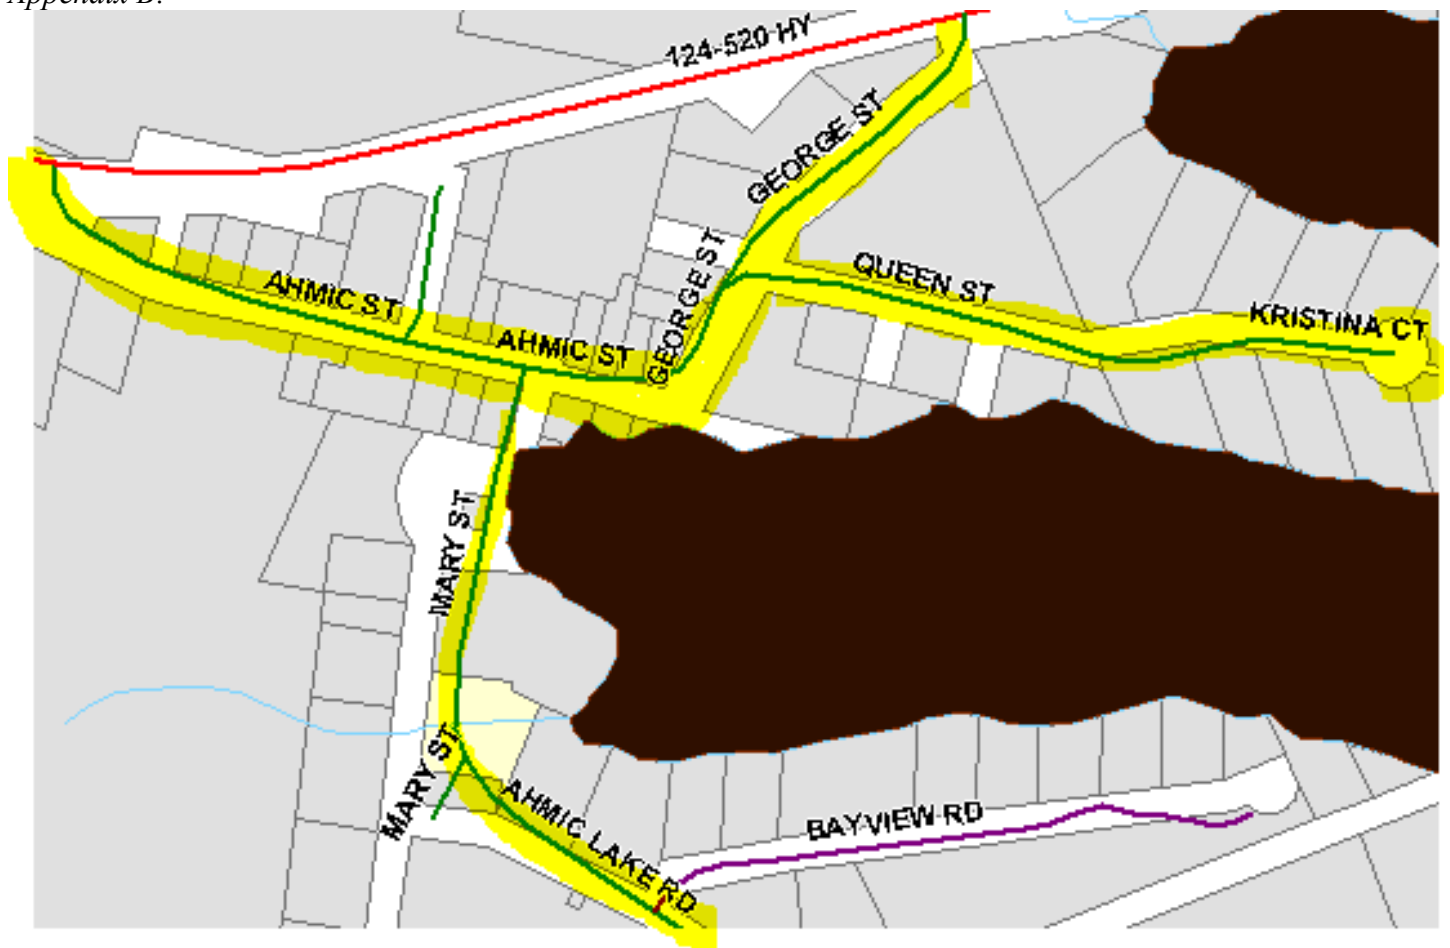 Appendix B:
124-520 HY
GEORGE ST
GEORGE ST
QUEEN ST
AHMIC ST
KRISTINA CT
AHMIC ST
MARY ST
MARY ST
AHMIC LAKE RD
BAYVIEW RD